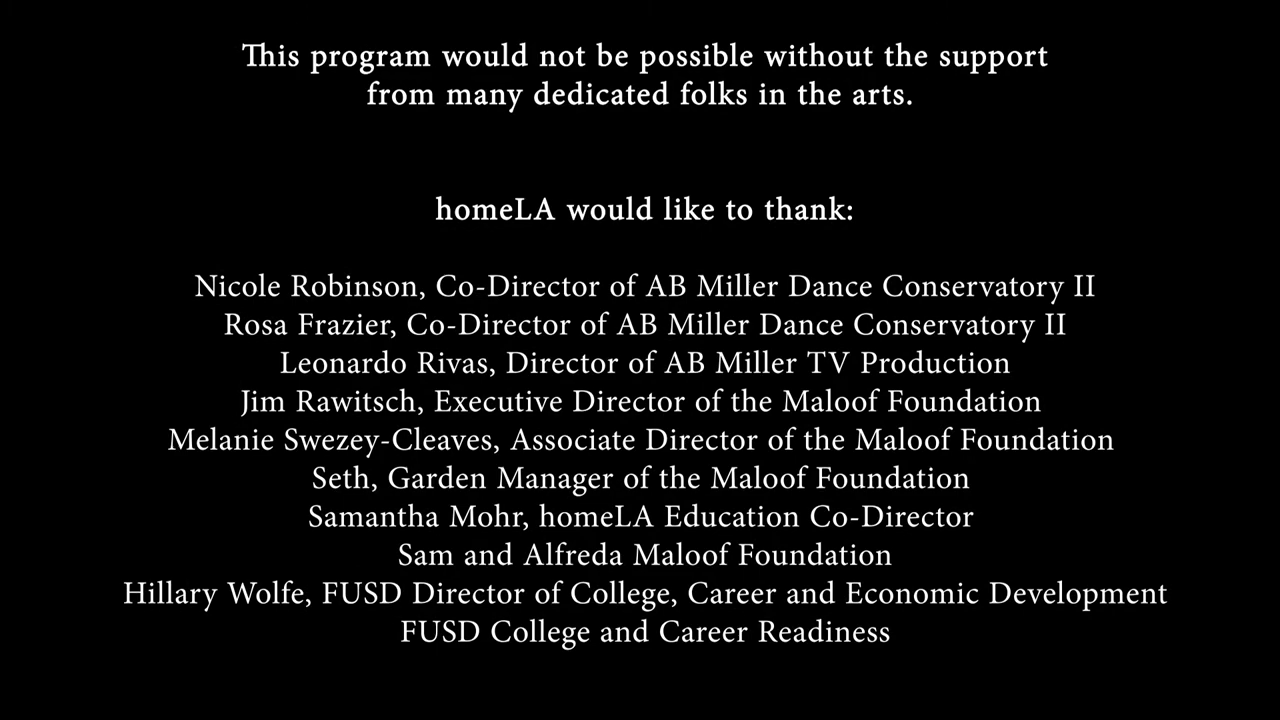 This program would not be possible without the support
from many dedicated folks in the arts.
homeLA would like to thank:
Nicole Robinson, Co-Director of AB Miller Dance Conservatory II
Rosa Frazier, Co-Director of AB Miller Dance Conservatory II
Leonardo Rivas, Director of AB Miller TV Production
Jim Rawitsch, Executive Director of the Maloof Foundation
Melanie Swezey-Cleaves, Associate Director of the Maloof Foundation
Seth, Garden Manager of the Maloof Foundation
Samantha Mohr, homeLA Education Co-Director
Sam and Alfreda Maloof Foundation
Hillary Wolfe, FUSD Director of College, Career and Economic Development
FUSD College and Career Readiness